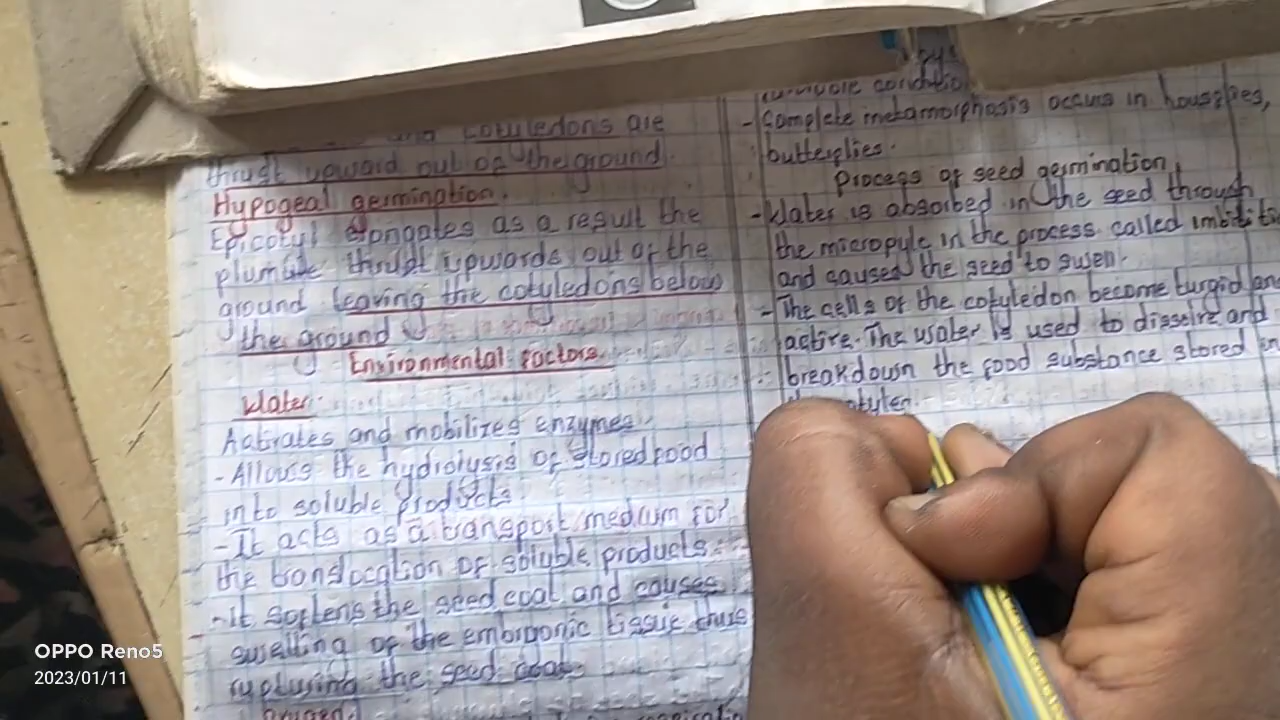 cotyledons are
thrust upward out of the ground.
Hypogeal germination.
Epicotyl elongates as a result the
plumule thrust upwards out of the
ground leaving the cotyledons below
the ground
Environmental factors.
Water.
Activates and mobilizes enzymes.
- Allows the hydrolysis of stored food
into soluble products.
- It acts as a transport medium for
the translocation of soluble products.
- It softens the seed coat and causes
swelling of the embryonic tissue thus
rupturing the seed coat.
Oxygen.
condition
- Complete metamorphosis occurs in houseflies,
butterflies.
Process of seed germination.
- Water is absorbed in the seed through
the micropyle in the process called
and caused the seed to swell.
- The cells of the cotyledon become turgid and
active. The water is used to dissolve and
breakdown the food substance stored in
OPPO Reno5
2023/01/11